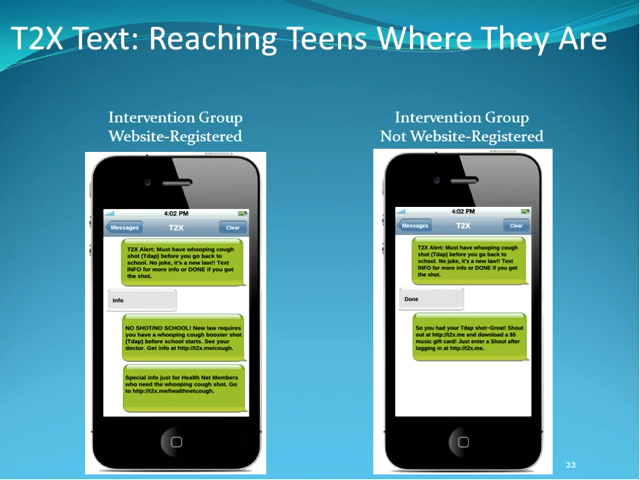 T2X Text: Reaching Teens Where They Are
Intervention Group
Website-Registered
4:02 PM
Messages T2X Clear
T2X Alert: Must have whooping cough
shot (Tdap) before you go back to
school. No joke, it's a new law!! Text
INFO for more info or DONE if you got
the shot.
Info
NO SHOT/NO SCHOOL! New law requires
you have a whooping cough booster shot
(Tdap) before school starts. See your
doctor. Get info at http://t2x.me/cough.
Special info just for Health Net Members
who need the whooping cough shot. Go
to http://t2x.me/healthnetcough.
Intervention Group
Not Website-Registered
4:02 PM
Messages T2X Clear
T2X Alert: Must have whooping cough
shot (Tdap) before you go back to
school. No joke, it's a new law!! Text
INFO for more info or DONE if you got
the shot.
Done
So you had your Tdap shot–Great! Shout
out at http://t2x.me and download a $5
music gift card! Just enter a Shout after
logging in at http://t2x.me.
22